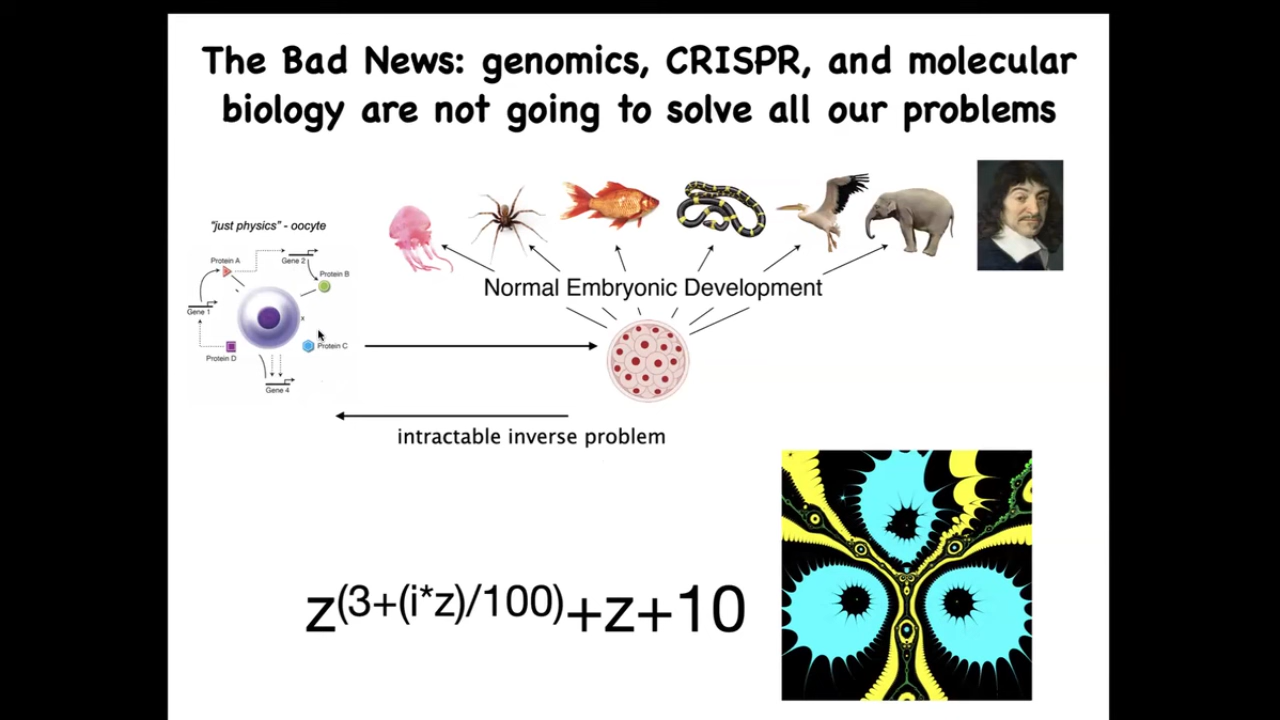 The Bad News: genomics, CRISPR, and molecular
biology are not going to solve all our problems
"just physics" - oocyte
Protein A
Gene 2
Protein B
Gene 1
x
Protein C
Protein D
Gene 4
Normal Embryonic Development
intractable inverse problem
z^(3+(i*z)/100)+z+10